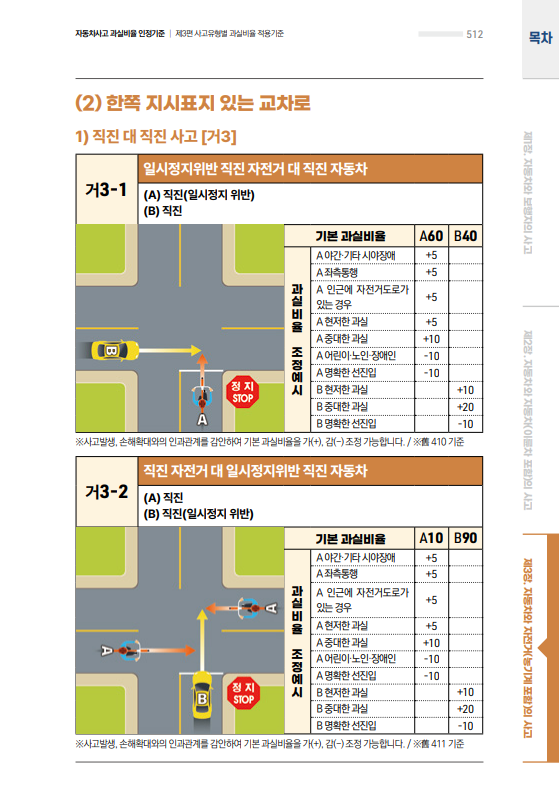 자동차사고 과실비율 인정기준 | 제3편 사고유형별 과실비율 적용기준
512
목차
(2) 한쪽 지시표지 있는 교차로
1) 직진 대 직진 사고 [거3]
거3-1
일시정지위반 직진 자전거 대 직진 자동차
(A) 직진(일시정지 위반)
(B) 직진
B
정 지
STOP
A
기본 과실비율 A60 B40
과실비율 조정예시
A 야간·기타 시야장애 +5
A 좌측통행 +5
A 인근에 자전거도로가
있는 경우 +5
A 현저한 과실 +5
A 중대한 과실 +10
A 어린이·노인·장애인 -10
A 명확한 선진입 -10
B 현저한 과실 +10
B 중대한 과실 +20
B 명확한 선진입 -10
※사고발생, 손해확대와의 인과관계를 감안하여 기본 과실비율을 가(+), 감(-) 조정 가능합니다. / ※舊 410 기준
거3-2
직진 자전거 대 일시정지위반 직진 자동차
(A) 직진
(B) 직진(일시정지 위반)
A
A
B
정 지
STOP
기본 과실비율 A10 B90
과실비율 조정예시
A 야간·기타 시야장애 +5
A 좌측통행 +5
A 인근에 자전거도로가
있는 경우 +5
A 현저한 과실 +5
A 중대한 과실 +10
A 어린이·노인·장애인 -10
A 명확한 선진입 -10
B 현저한 과실 +10
B 중대한 과실 +20
B 명확한 선진입 -10
※사고발생, 손해확대와의 인과관계를 감안하여 기본 과실비율을 가(+), 감(-) 조정 가능합니다. / ※舊 411 기준
제1장. 자동차와 보행자의 사고
제2장. 자동차와 자동차(이륜차 포함)의 사고
제3장. 자동차와 자전거(농기계 포함)의 사고